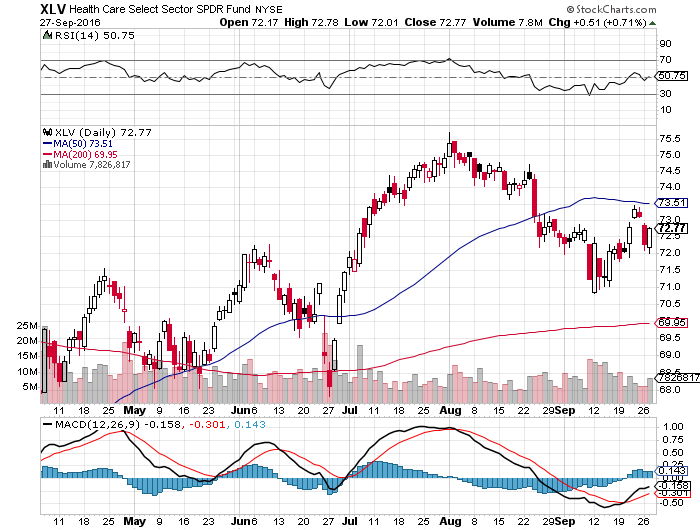 XLV Health Care Select Sector SPDR Fund NYSE © StockCharts.com
27-Sep-2016 Open 72.17 High 72.78 Low 72.01 Close 72.77 Volume 7.8M Chg +0.51 (+0.71%)
RSI(14) 50.75
90
70
50.75
30
10
XLV (Daily) 72.77
MA(50) 73.51
MA(200) 69.95
Volume 7,826,817
75.5
75.0
74.5
74.0
73.51
73.0
72.77
72.5
72.0
71.5
71.0
70.5
69.95
69.5
69.0
68.5
68.0
25M
20M
15M
10M
5M
7826817
11 18 25 May 9 16 23 Jun 13 20 27 Jul 11 18 25 Aug 8 15 22 29 Sep 12 19 26
MACD(12,26,9) -0.158, -0.301, 0.143
1.00
0.75
0.50
0.25
0.143
-0.158
-0.301
-0.50
11 18 25 May 9 16 23 Jun 13 20 27 Jul 11 18 25 Aug 8 15 22 29 Sep 12 19 26